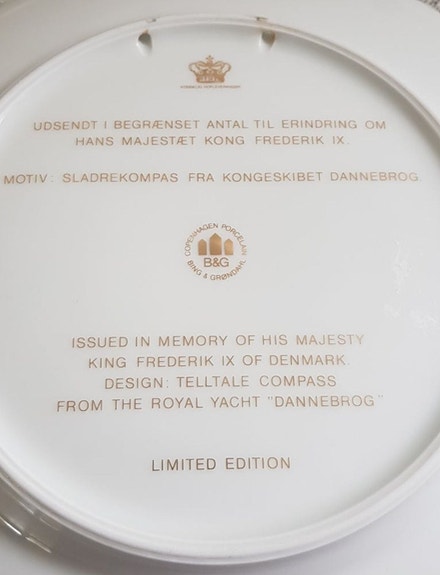 UDSENDT I BEGRÆNSET ANTAL TIL ERINDRING OM
HANS MAJESTÆT KONG FREDERIK IX.
MOTIV: SLADREKOMPAS FRA KONGESKIBET DANNEBROG.
COPENHAGEN PORCELAIN
B&G
BING & GRØNDAHL
ISSUED IN MEMORY OF HIS MAJESTY
KING FREDERIK IX OF DENMARK.
DESIGN: TELLTALE COMPASS
FROM THE ROYAL YACHT "DANNEBROG"
LIMITED EDITION